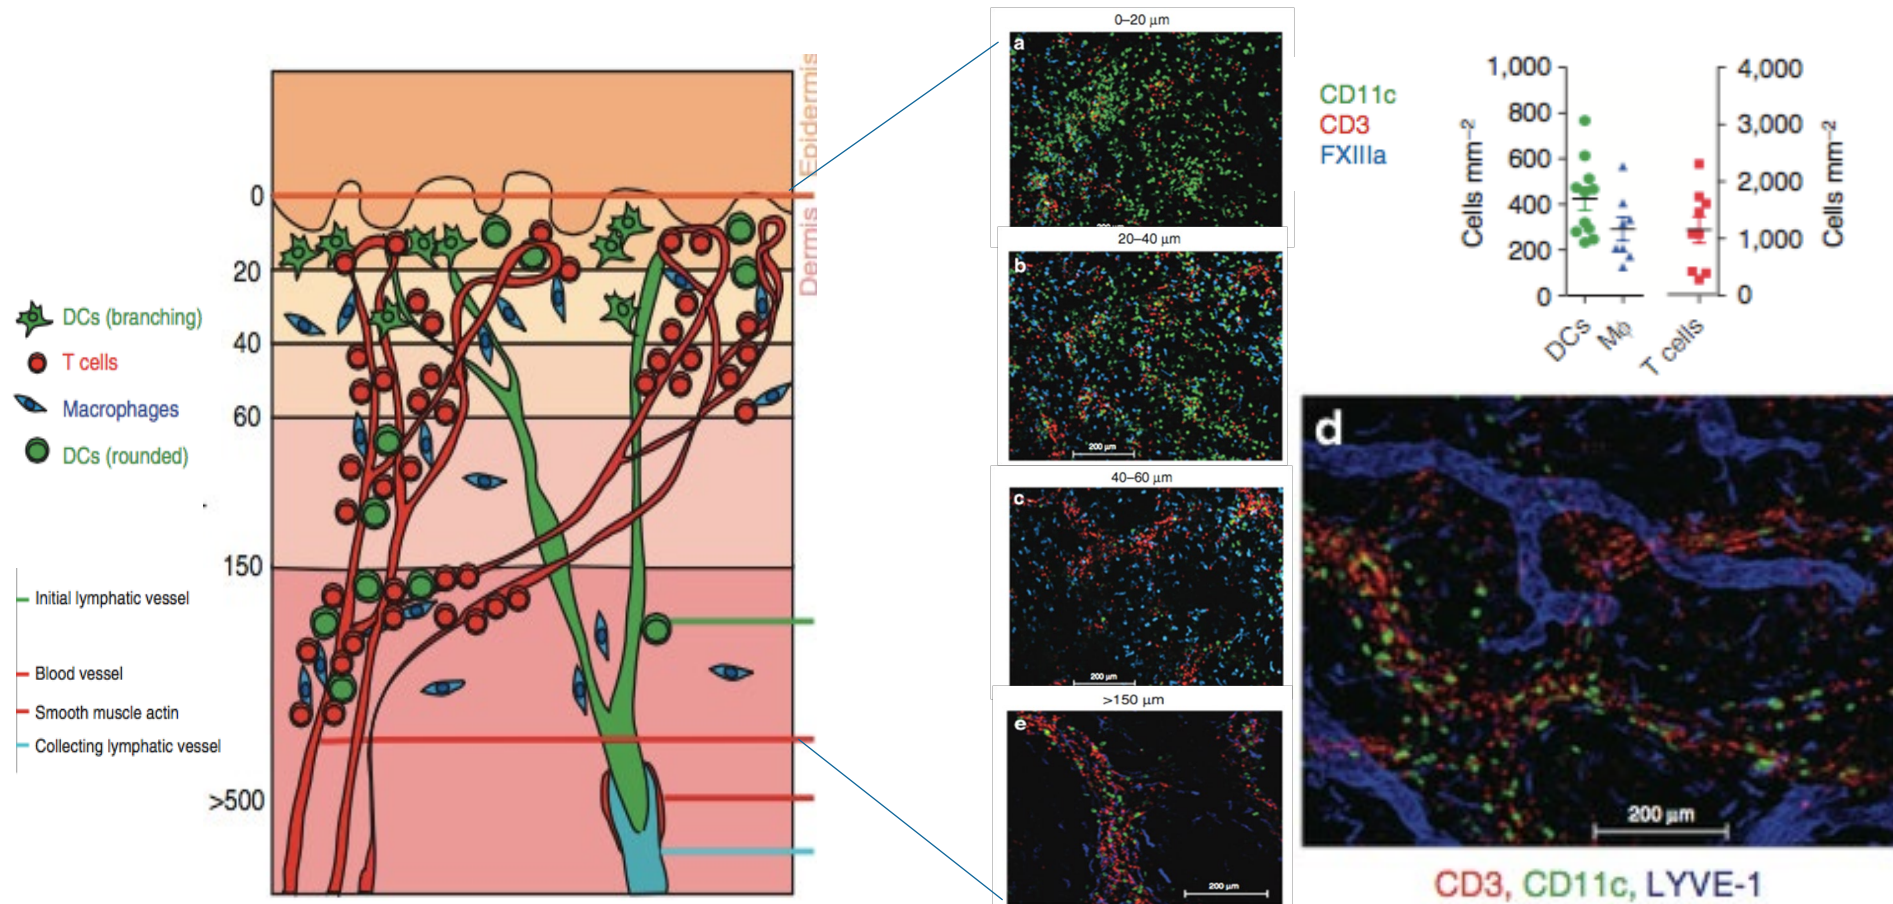 DCs (branching)
T cells
Macrophages
DCs (rounded)
Initial lymphatic vessel
Blood vessel
Smooth muscle actin
Collecting lymphatic vessel
0
20
40
60
150
>500
Epidermis
Dermis
0–20 µm
a
20–40 µm
b
200 µm
40–60 µm
c
200 µm
>150 µm
e
200 µm
CD11c
CD3
FXIIIa
Cells mm⁻²
1,000
800
600
400
200
0
DCs
Mϕ
T cells
4,000
3,000
2,000
1,000
0
Cells mm⁻²
d
200 µm
CD3, CD11c, LYVE-1